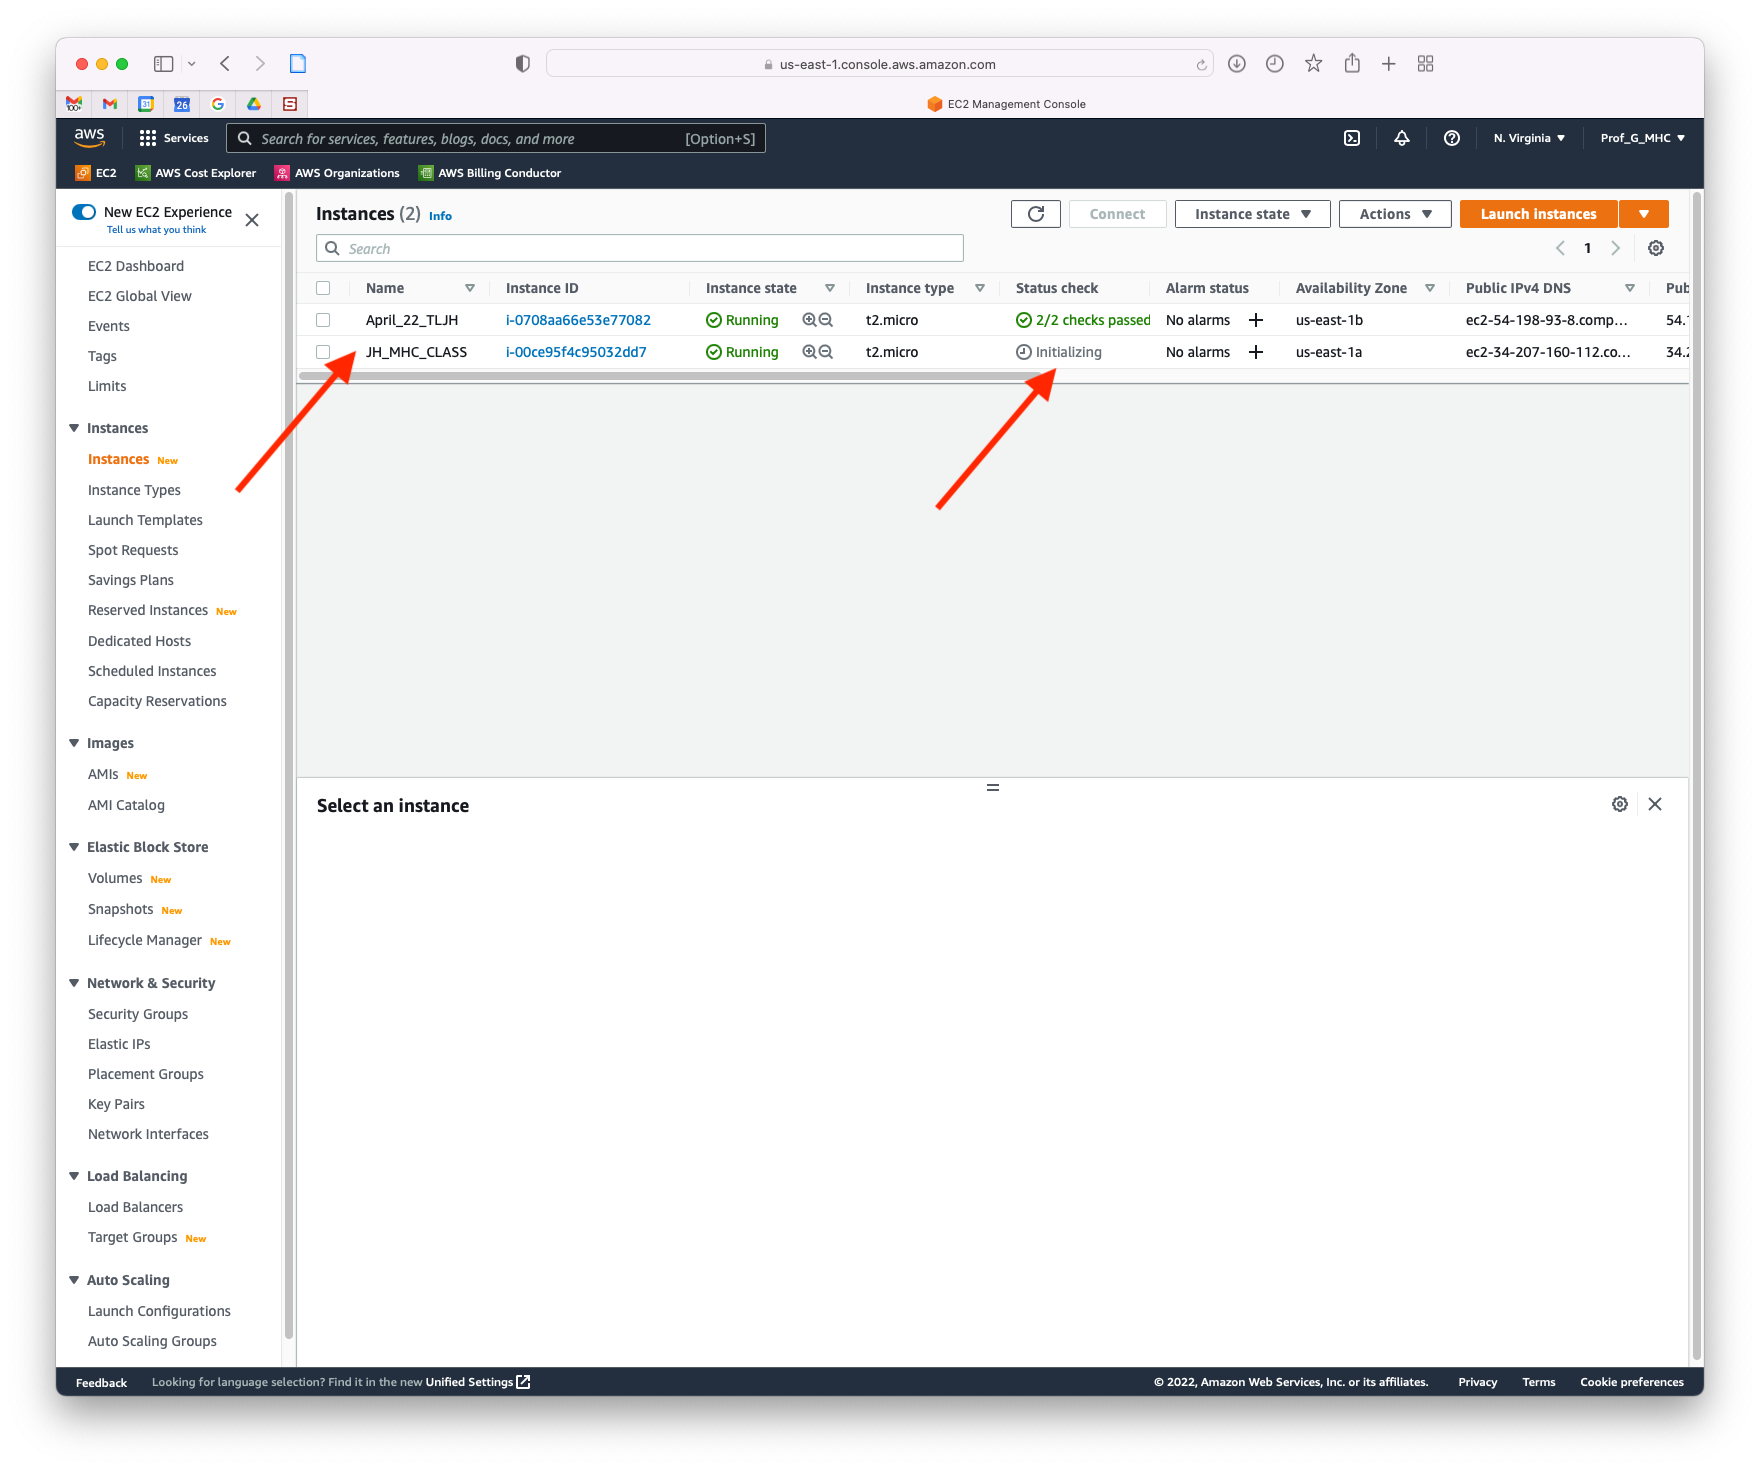 us-east-1.console.aws.amazon.com
31
26
EC2 Management Console
aws
Services
Search for services, features, blogs, docs, and more
[Option+S]
N. Virginia
Prof_G_MHC
EC2
AWS Cost Explorer
AWS Organizations
AWS Billing Conductor
New EC2 Experience
Tell us what you think
EC2 Dashboard
EC2 Global View
Events
Tags
Limits
Instances
Instances New
Instance Types
Launch Templates
Spot Requests
Savings Plans
Reserved Instances New
Dedicated Hosts
Scheduled Instances
Capacity Reservations
Images
AMIs New
AMI Catalog
Elastic Block Store
Volumes New
Snapshots New
Lifecycle Manager New
Network & Security
Security Groups
Elastic IPs
Placement Groups
Key Pairs
Network Interfaces
Load Balancing
Load Balancers
Target Groups New
Auto Scaling
Launch Configurations
Auto Scaling Groups
Instances (2) Info
Connect
Instance state
Actions
Launch instances
Search
1
Name Instance ID Instance state Instance type Status check Alarm status Availability Zone Public IPv4 DNS Pub
April_22_TLJH i-0708aa66e53e77082 Running t2.micro 2/2 checks passed No alarms us-east-1b ec2-54-198-93-8.comp... 54.
JH_MHC_CLASS i-00ce95f4c95032dd7 Running t2.micro Initializing No alarms us-east-1a ec2-34-207-160-112.co... 34.2
Select an instance
Feedback
Looking for language selection? Find it in the new Unified Settings
© 2022, Amazon Web Services, Inc. or its affiliates.
Privacy
Terms
Cookie preferences